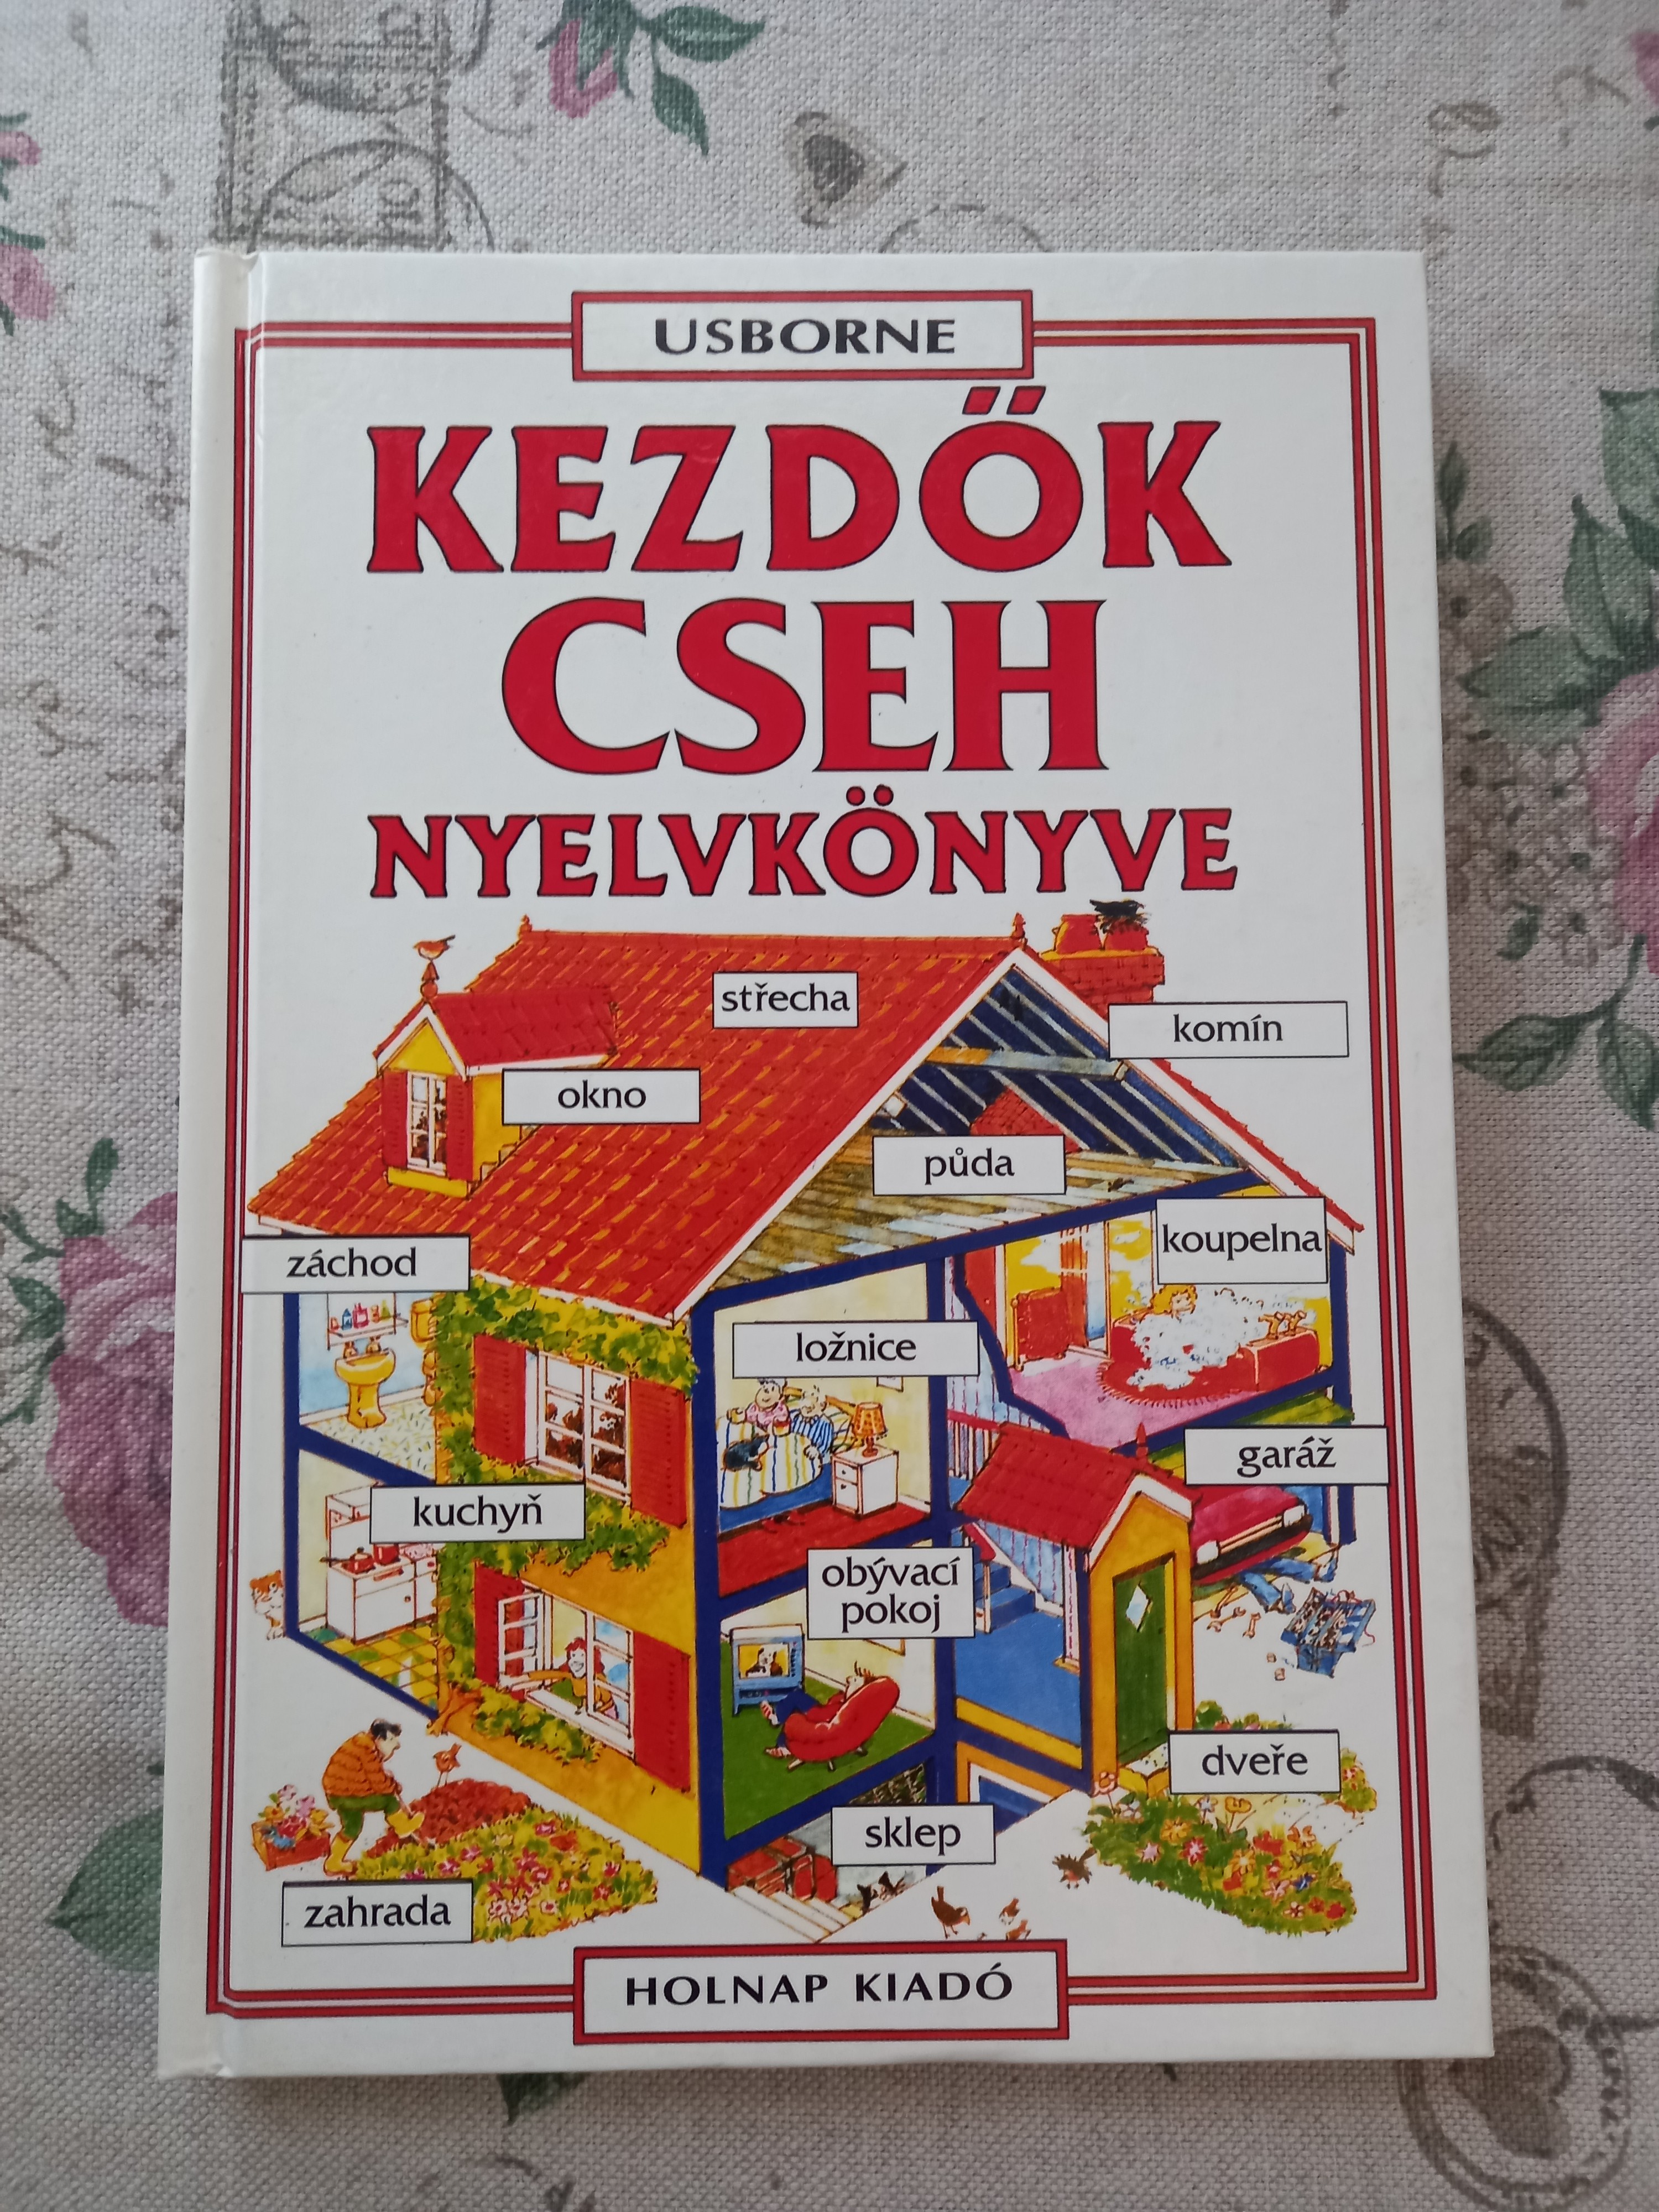 USBORNE
KEZDŐK
CSEH
NYELVKÖNYVE
střecha
komín
okno
půda
koupelna
záchod
ložnice
garáž
kuchyň
obývací
pokoj
dveře
sklep
zahrada
HOLNAP KIADÓ